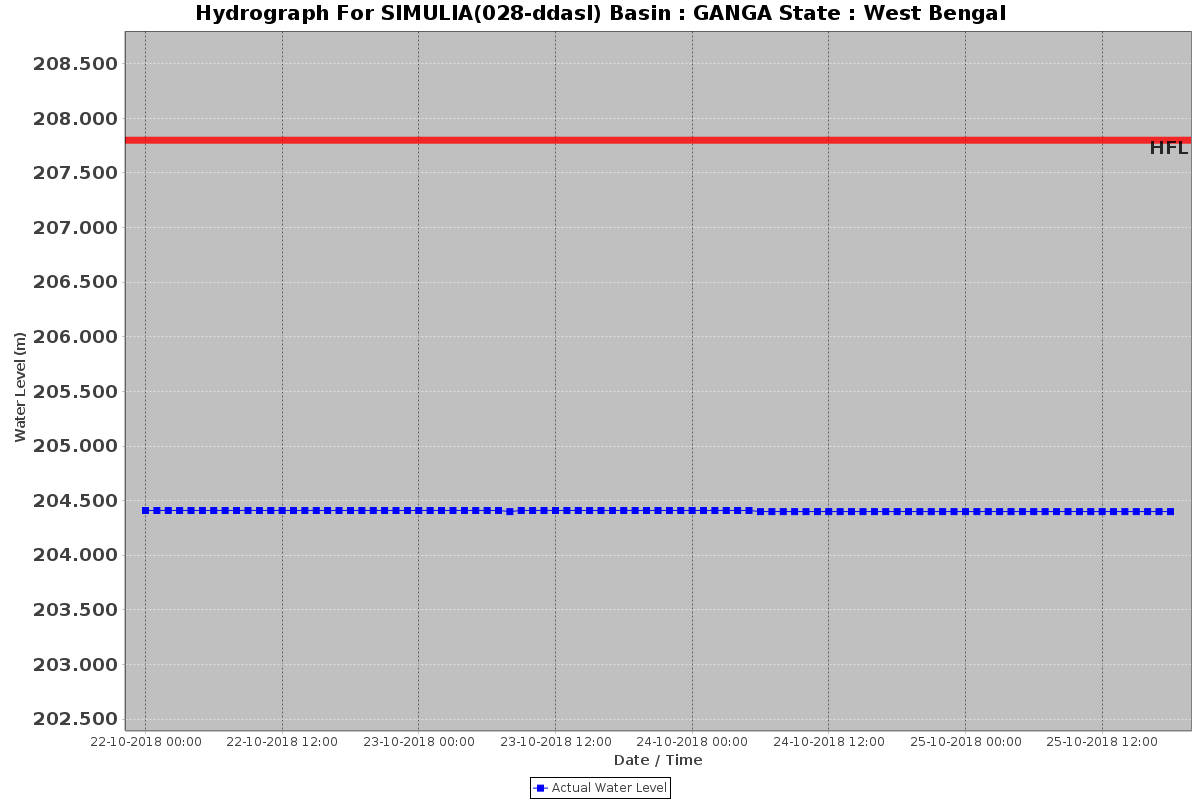 Hydrograph For SIMULIA(028-ddasl) Basin : GANGA State : West Bengal
208.500
208.000
HFL
207.500
207.000
206.500
206.000
205.500
205.000
204.500
204.000
203.500
203.000
202.500
Water Level (m)
22-10-2018 00:00 22-10-2018 12:00 23-10-2018 00:00 23-10-2018 12:00 24-10-2018 00:00 24-10-2018 12:00 25-10-2018 00:00 25-10-2018 12:00
Date / Time
Actual Water Level